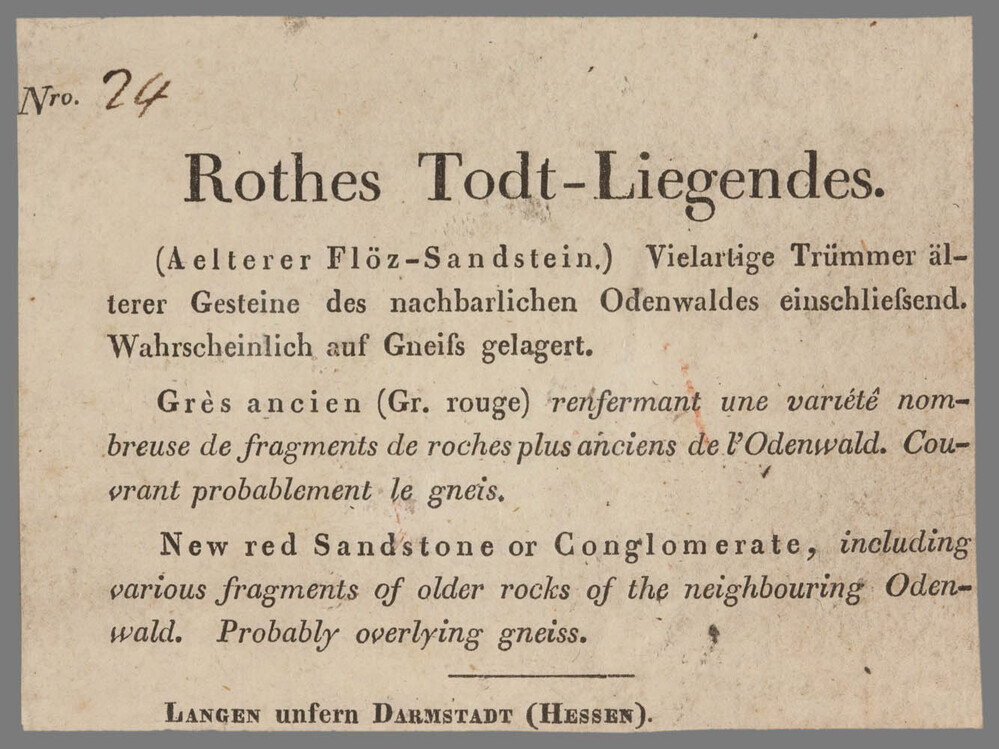 Nro. 24
Rothes Todt-Liegendes.
(Aelterer Flöz-Sandstein.) Vielartige Trümmer äl-
terer Gesteine des nachbarlichen Odenwaldes einschlieſsend.
Wahrscheinlich auf Gneiſs gelagert.
Grès ancien (Gr. rouge) renfermant une variété nom-
breuse de fragments de roches plus anciens de l'Odenwald. Cou-
vrant probablement le gneis.
New red Sandstone or Conglomerate, including
various fragments of older rocks of the neighbouring Oden-
wald. Probably overlying gneiss.
Langen unfern Darmstadt (Hessen).